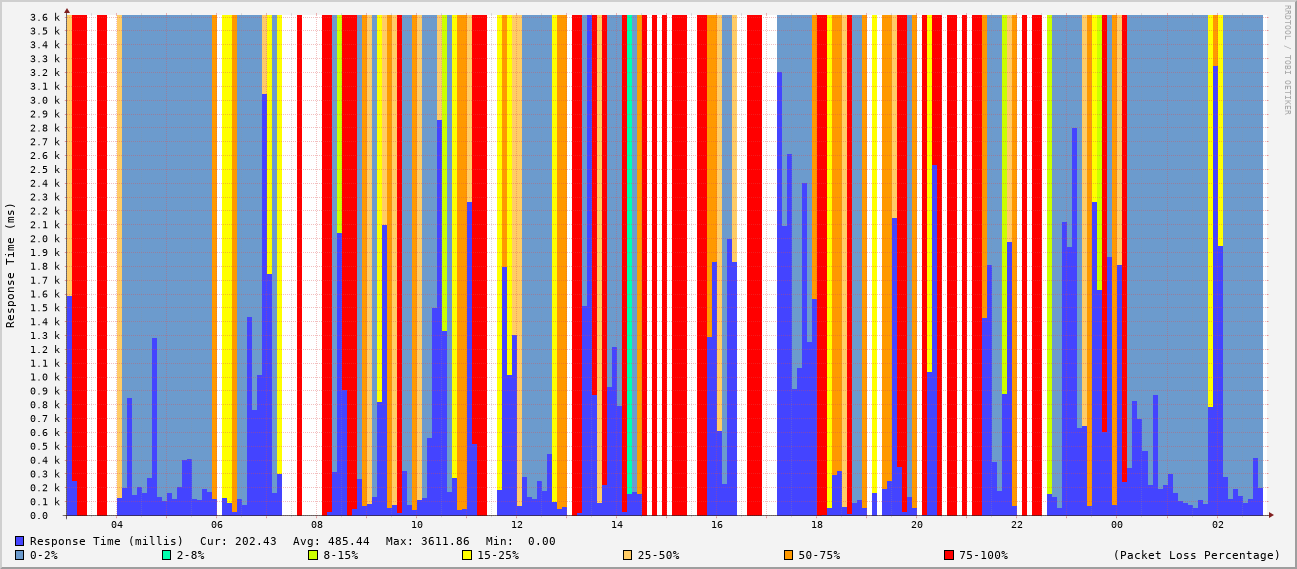 RRDTOOL / TOBI OETIKER
Response Time (ms)
3.6 k
3.5 k
3.4 k
3.3 k
3.2 k
3.1 k
3.0 k
2.9 k
2.8 k
2.7 k
2.6 k
2.5 k
2.4 k
2.3 k
2.2 k
2.1 k
2.0 k
1.9 k
1.8 k
1.7 k
1.6 k
1.5 k
1.4 k
1.3 k
1.2 k
1.1 k
1.0 k
0.9 k
0.8 k
0.7 k
0.6 k
0.5 k
0.4 k
0.3 k
0.2 k
0.1 k
0.0
04 06 08 10 12 14 16 18 20 22 00 02
Response Time (millis) Cur: 202.43 Avg: 485.44 Max: 3611.86 Min: 0.00
0-2% 2-8% 8-15% 15-25% 25-50% 50-75% 75-100% (Packet Loss Percentage)